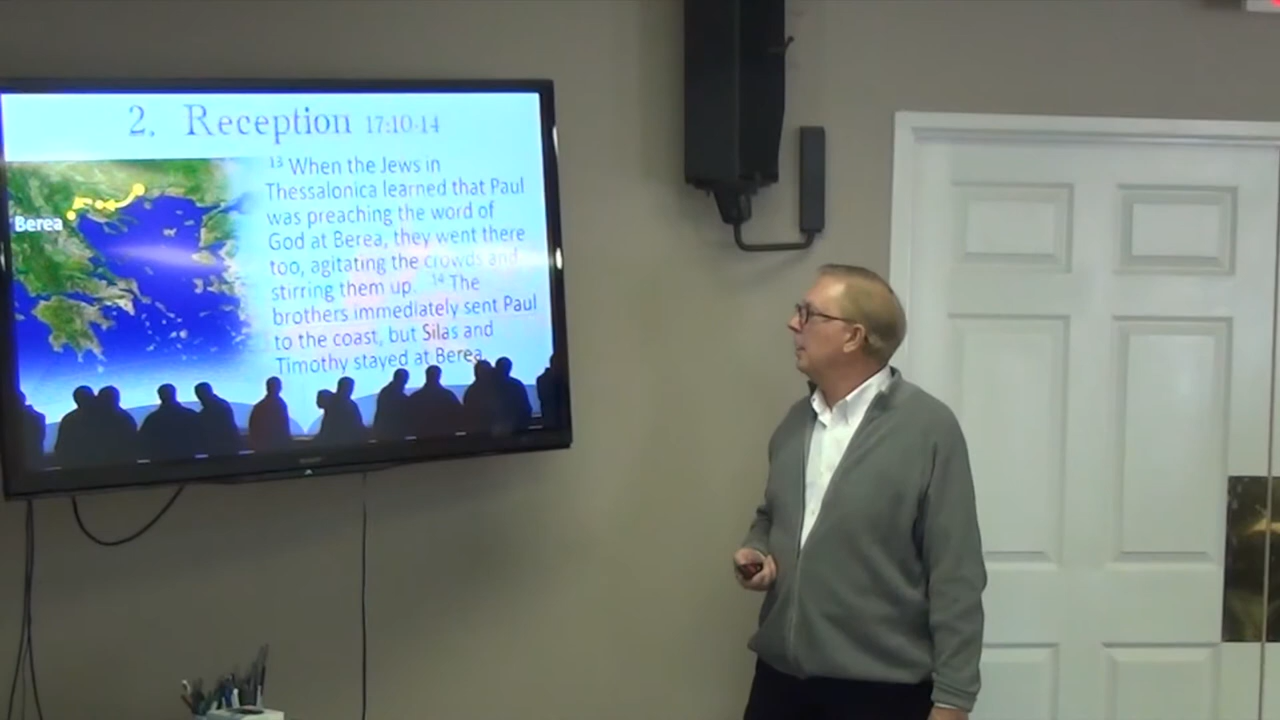 2. Reception 17:10-14
Berea
¹³ When the Jews in
Thessalonica learned that Paul
was preaching the word of
God at Berea, they went there
too, agitating the crowds and
stirring them up. ¹⁴ The
brothers immediately sent Paul
to the coast, but Silas and
Timothy stayed at Berea.